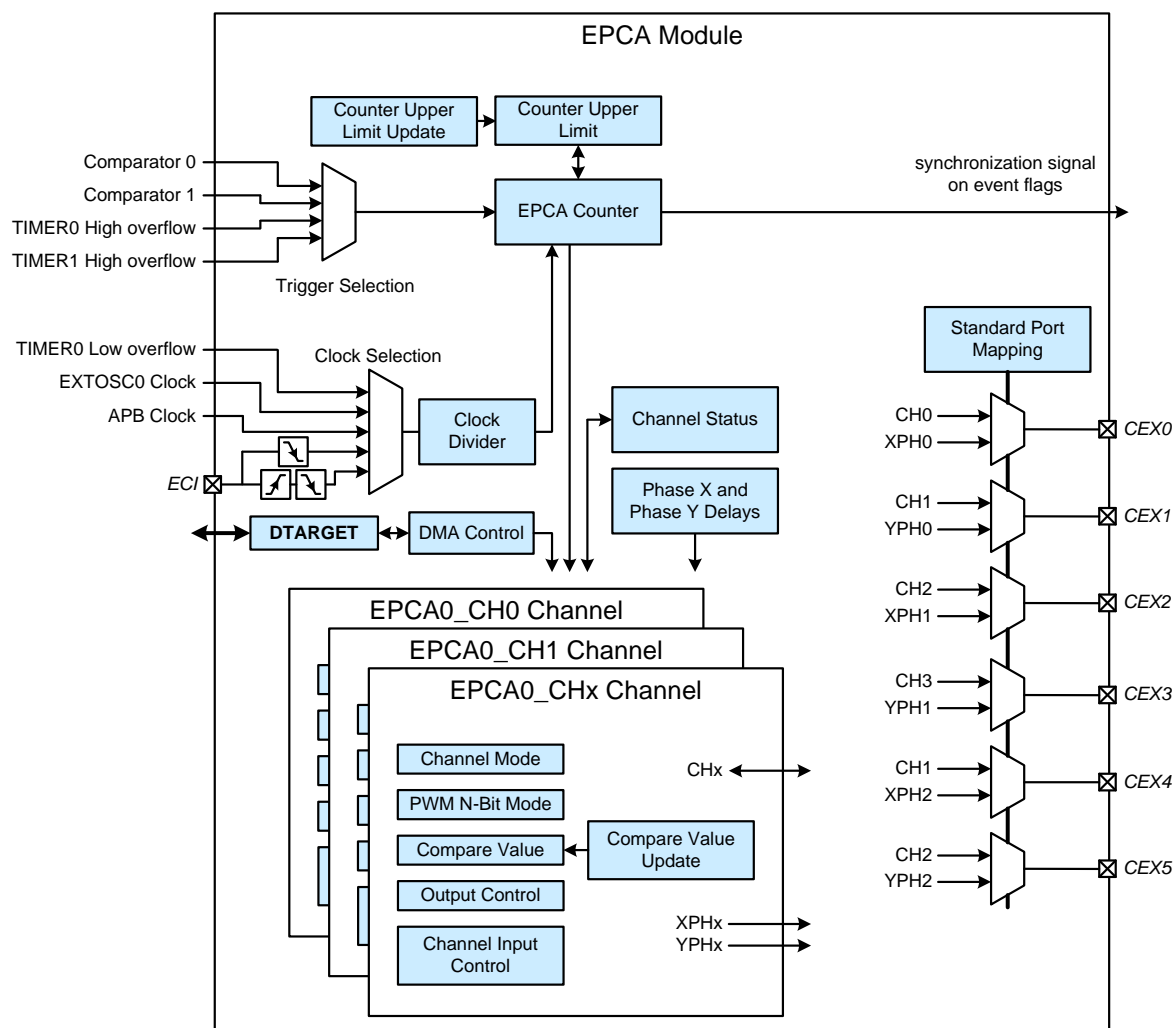 EPCA Module
Counter Upper
Limit Update
Counter Upper
Limit
Comparator 0
Comparator 1
TIMER0 High overflow
TIMER1 High overflow
Trigger Selection
EPCA Counter
synchronization signal
on event flags
TIMER0 Low overflow
EXTOSC0 Clock
APB Clock
ECI
Clock Selection
Clock
Divider
Channel Status
Phase X and
Phase Y Delays
DTARGET
DMA Control
Standard Port
Mapping
CH0
XPH0
CEX0
CH1
YPH0
CEX1
CH2
XPH1
CEX2
CH3
YPH1
CEX3
CH1
XPH2
CEX4
CH2
YPH2
CEX5
EPCA0_CH0 Channel
EPCA0_CH1 Channel
EPCA0_CHx Channel
Channel Mode
PWM N-Bit Mode
Compare Value
Compare Value
Update
Output Control
Channel Input
Control
CHx
XPHx
YPHx